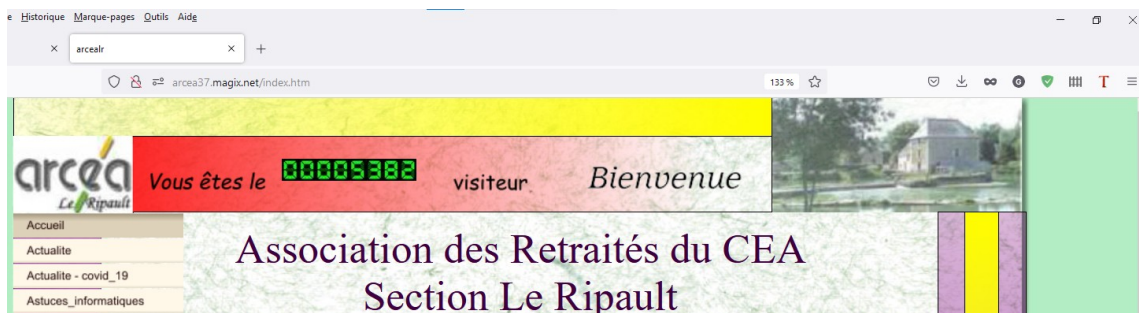 e Historique Marque-pages Outils Aide
arcealr
arcea37.magix.net/index.htm 133 %
arcéa
Le Ripault
Vous êtes le 00005382 visiteur Bienvenue
Accueil
Actualite
Actualite - covid_19
Astuces_informatiques
Association des Retraités du CEA
Section Le Ripault